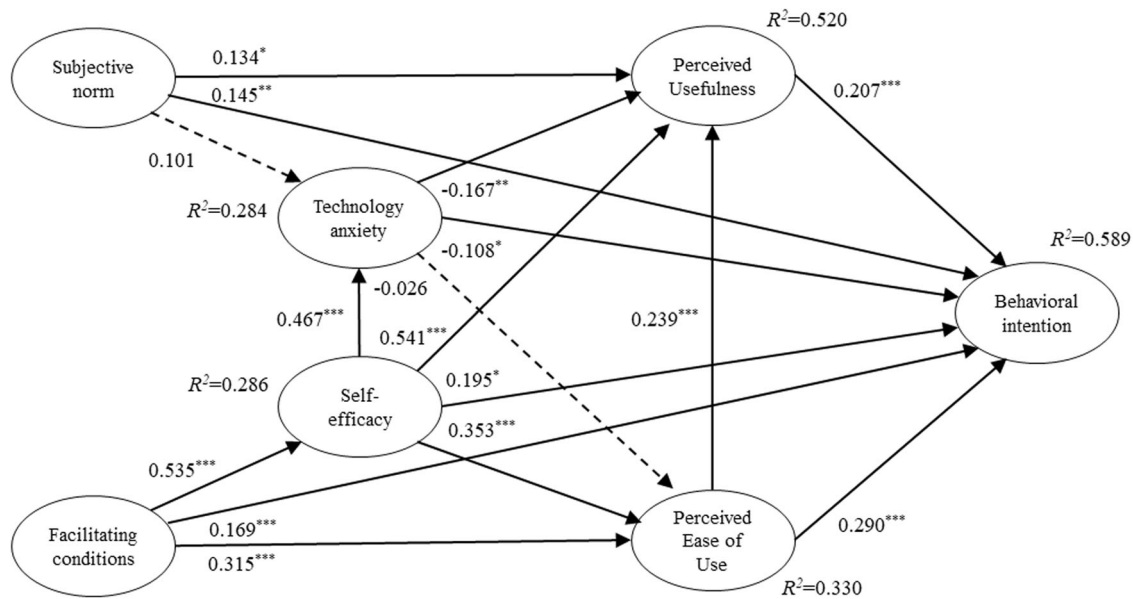 R²=0.520
Subjective
norm
0.134*
Perceived
Usefulness
0.145**
0.207***
0.101
-0.167**
R²=0.284
Technology
anxiety
R²=0.589
-0.108*
-0.026
Behavioral
intention
0.467***
0.541***
0.239***
R²=0.286
Self-
efficacy
0.195*
0.353***
0.535***
Facilitating
conditions
0.169***
0.315***
Perceived
Ease of
Use
0.290***
R²=0.330